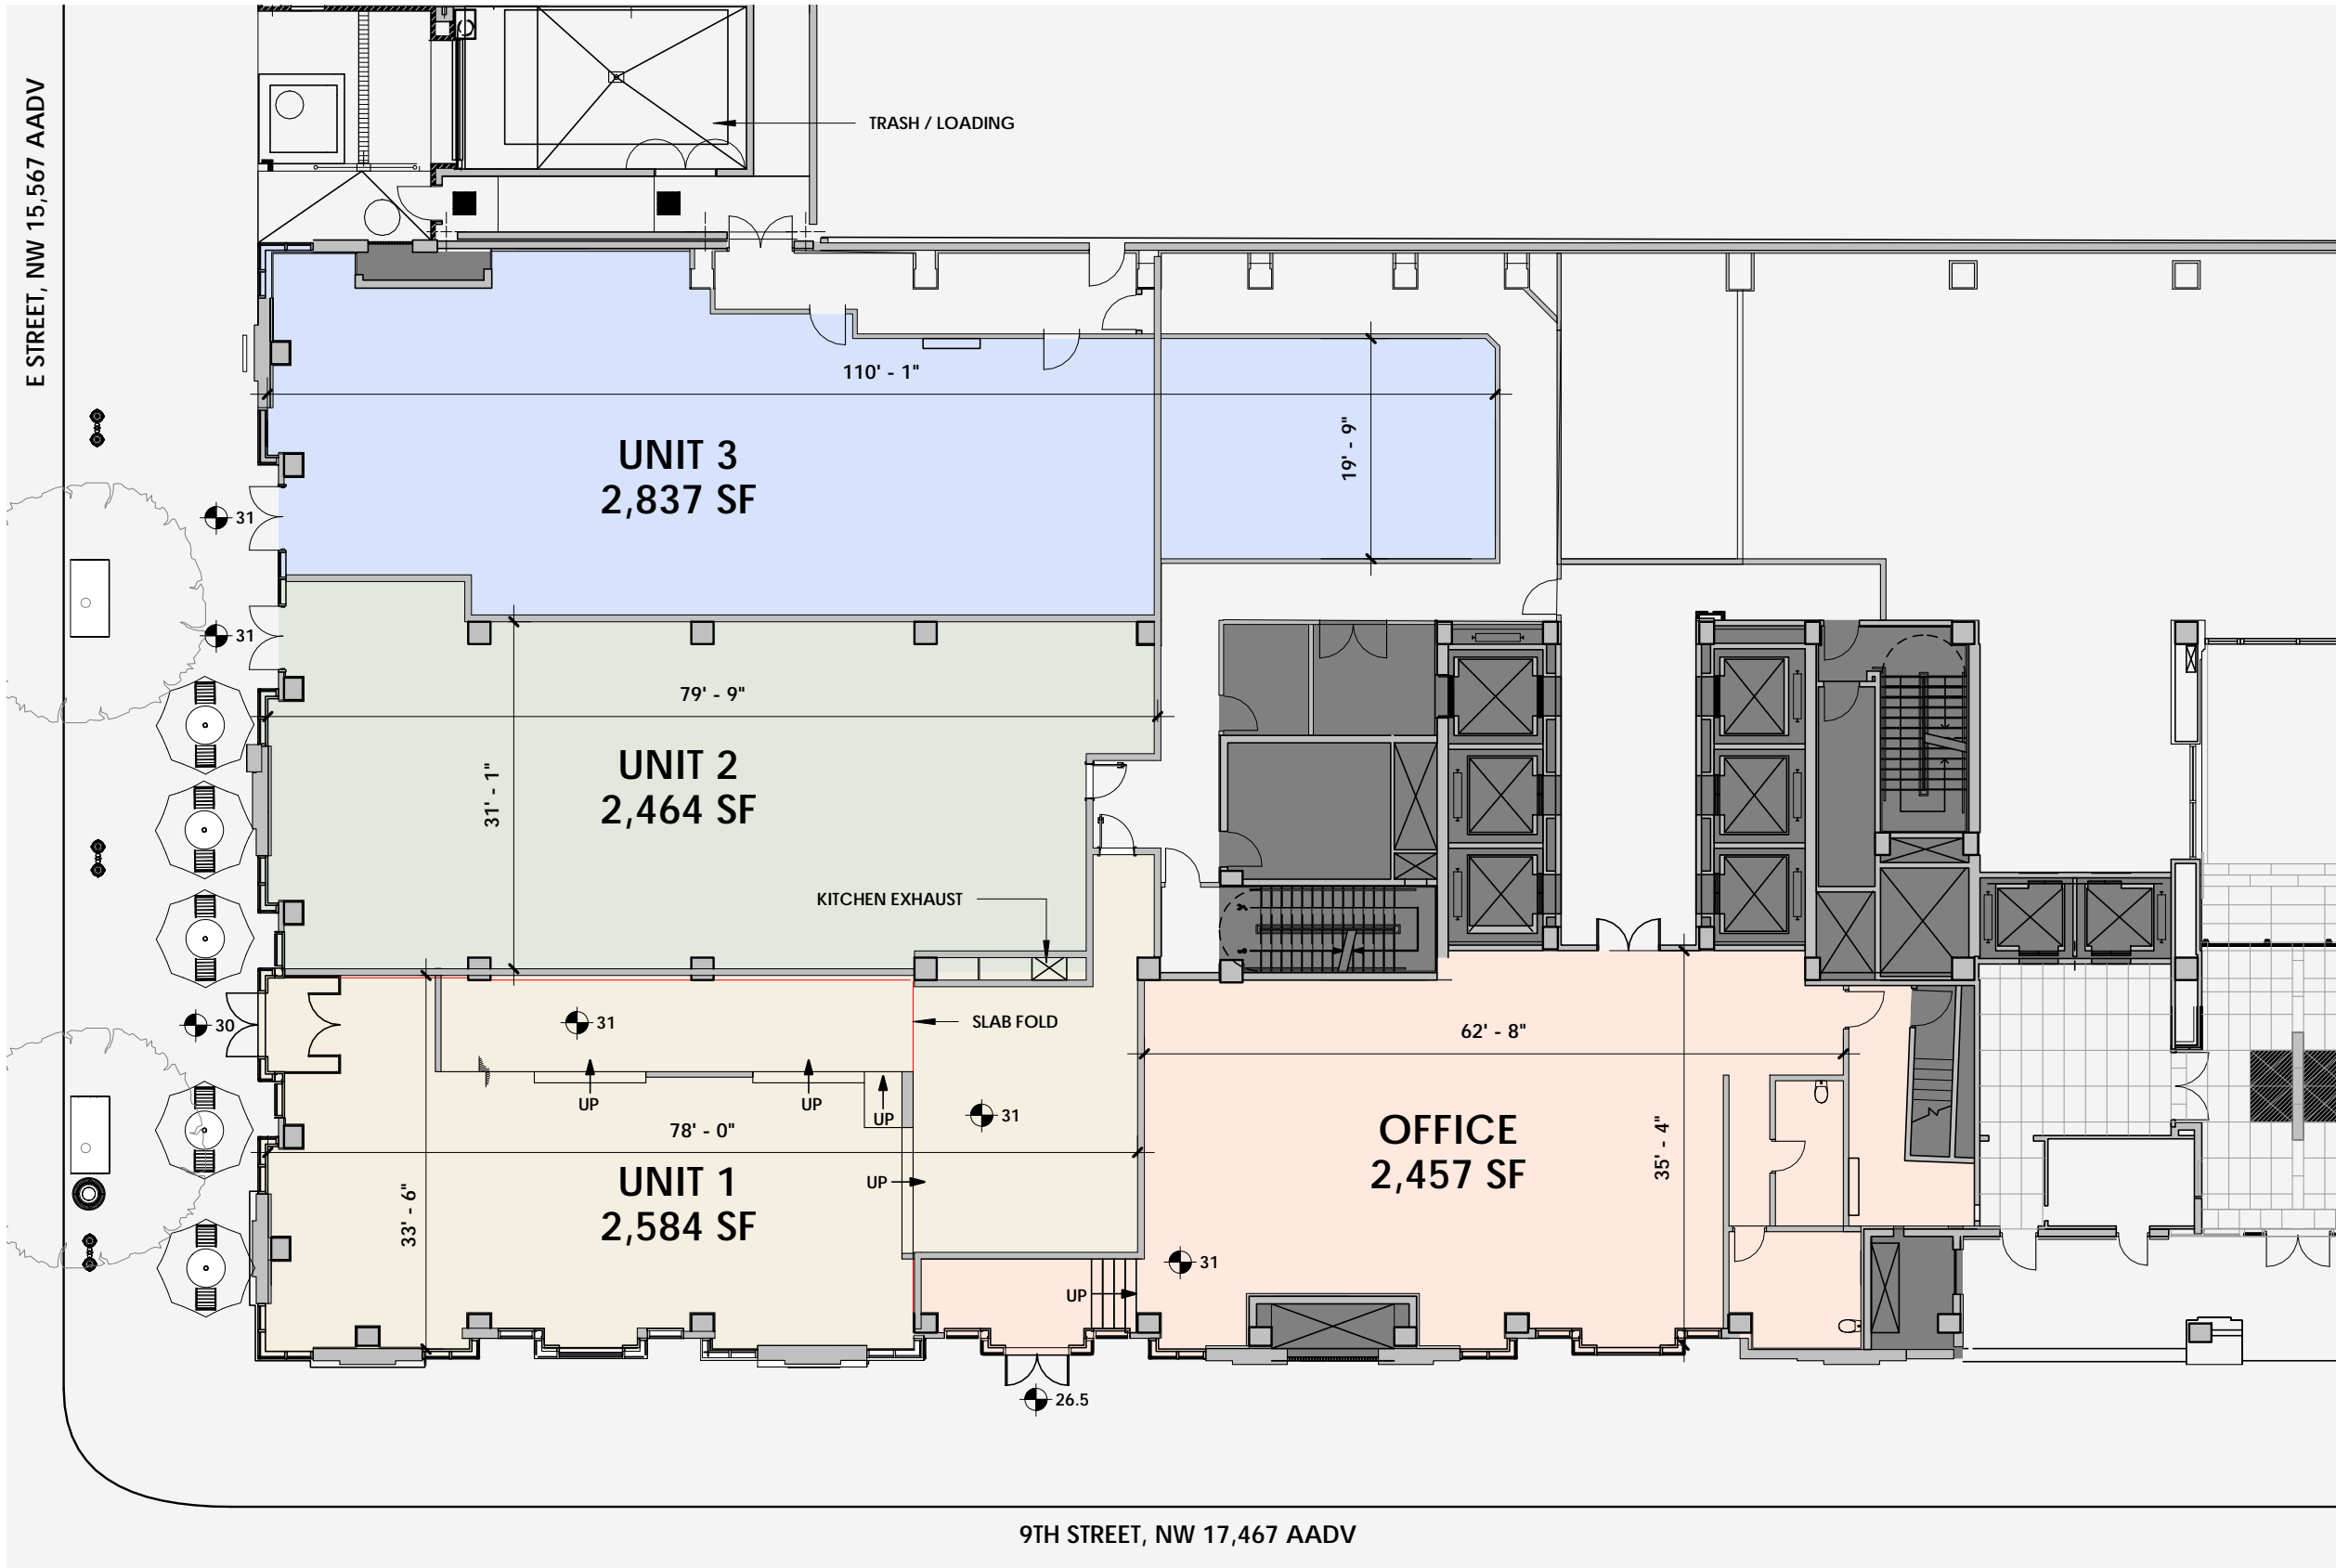 E STREET, NW 15,567 AADV
TRASH / LOADING
110' - 1"
19' - 9"
UNIT 3
2,837 SF
31
31
79' - 9"
31' - 1"
UNIT 2
2,464 SF
KITCHEN EXHAUST
30
31
SLAB FOLD
62' - 8"
UP
UP
UP
31
78' - 0"
35' - 4"
OFFICE
2,457 SF
UP
33' - 6"
UNIT 1
2,584 SF
31
UP
26.5
9TH STREET, NW 17,467 AADV